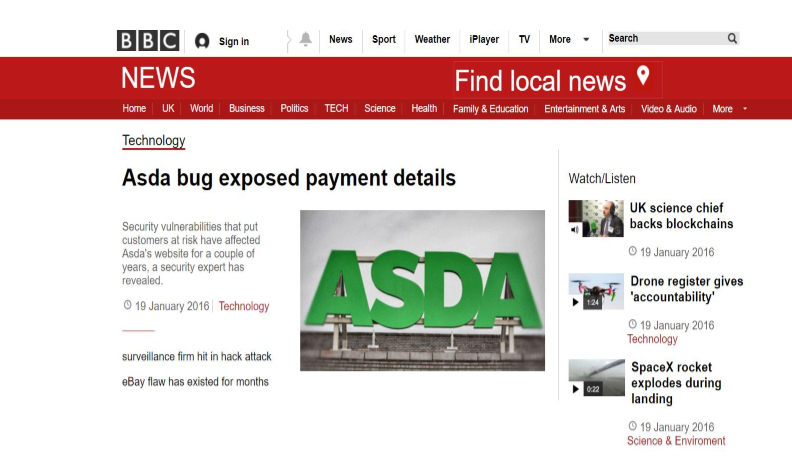 BBC Sign in News Sport Weather iPlayer TV More Search
NEWS
Find local news
Home UK World Business Politics TECH Science Health Family & Education Entertainment & Arts Video & Audio More
Technology
Asda bug exposed payment details
Security vulnerabilities that put
customers at risk have affected
Asda's website for a couple of
years, a security expert has
revealed.
19 January 2016 Technology
surveillance firm hit in hack attack
eBay flaw has existed for months
ASDA
Watch/Listen
UK science chief
backs blockchains
19 January 2016
Drone register gives
'accountability'
1:24
19 January 2016
Technology
SpaceX rocket
explodes during
landing
0:22
19 January 2016
Science & Enviroment